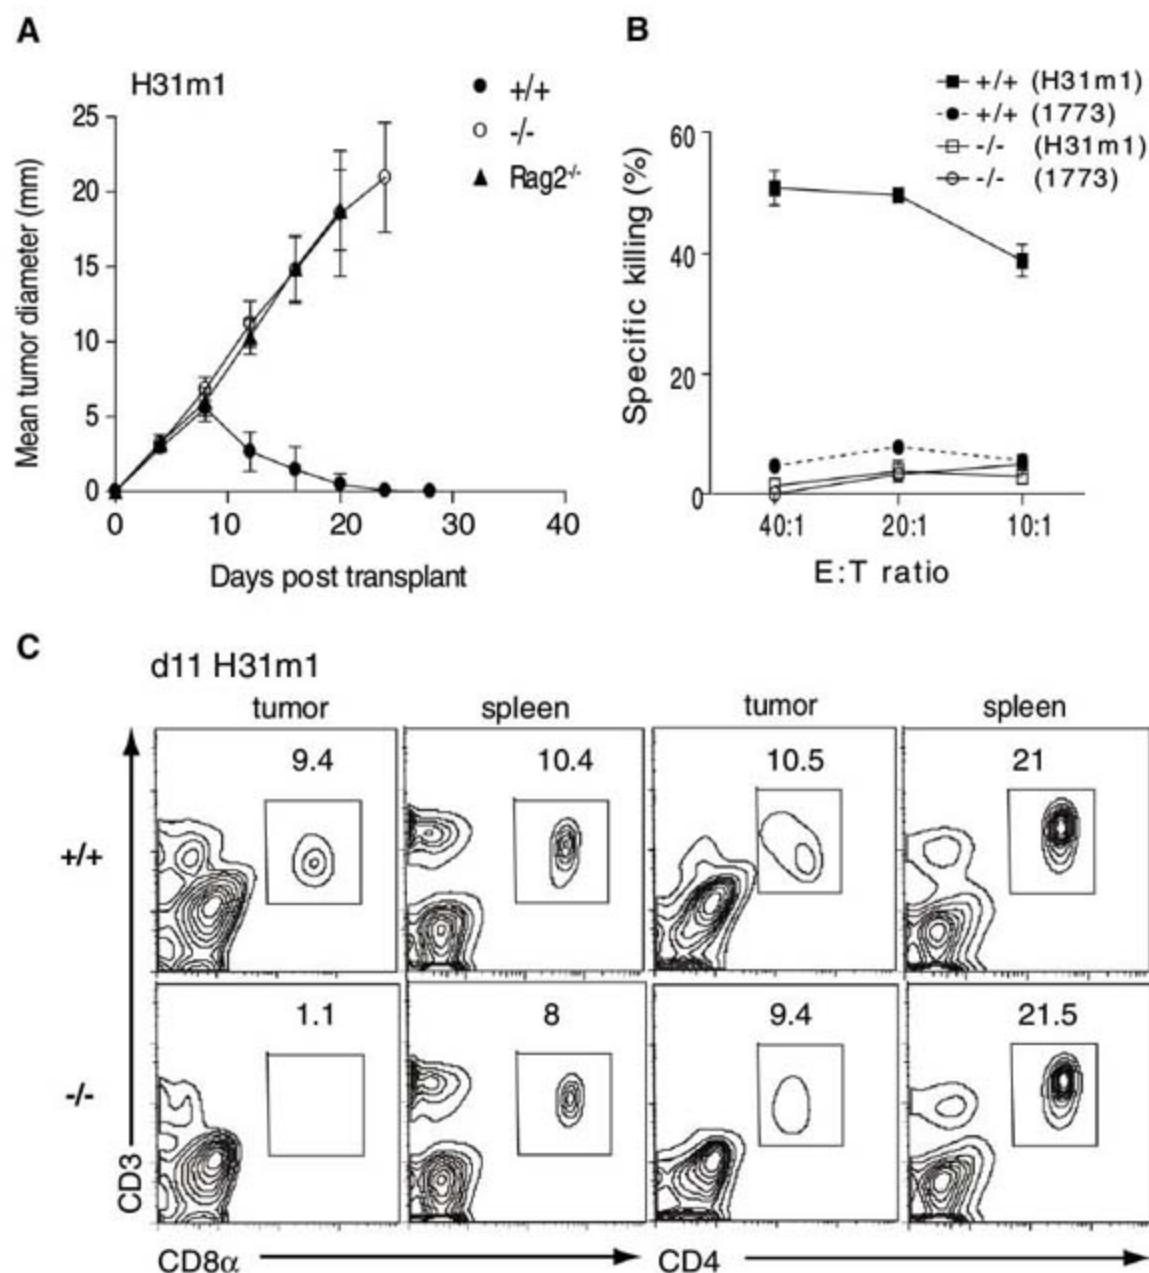 A
H31m1
+/+
-/-
Rag2-/-
25
20
15
10
5
0
0 10 20 30 40
Mean tumor diameter (mm)
Days post transplant
B
+/+ (H31m1)
+/+ (1773)
-/- (H31m1)
-/- (1773)
60
40
20
0
40:1 20:1 10:1
Specific killing (%)
E:T ratio
C
d11 H31m1
tumor spleen tumor spleen
+/+
9.4 10.4 10.5 21
-/-
1.1 8 9.4 21.5
CD3
CD8α CD4